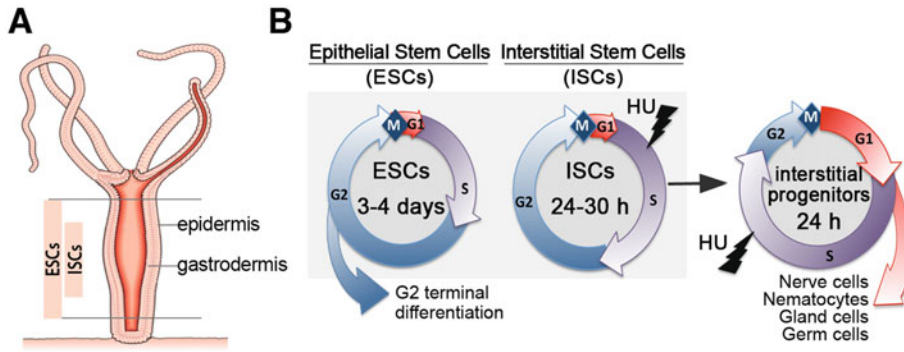 A
ESCs
ISCs
epidermis
gastrodermis
B
Epithelial Stem Cells
(ESCs)
Interstitial Stem Cells
(ISCs)
M
G1
S
G2
ESCs
3-4 days
G2 terminal
differentiation
M
G1
HU
S
G2
ISCs
24-30 h
M
G1
G2
S
interstitial
progenitors
24 h
HU
Nerve cells
Nematocytes
Gland cells
Germ cells